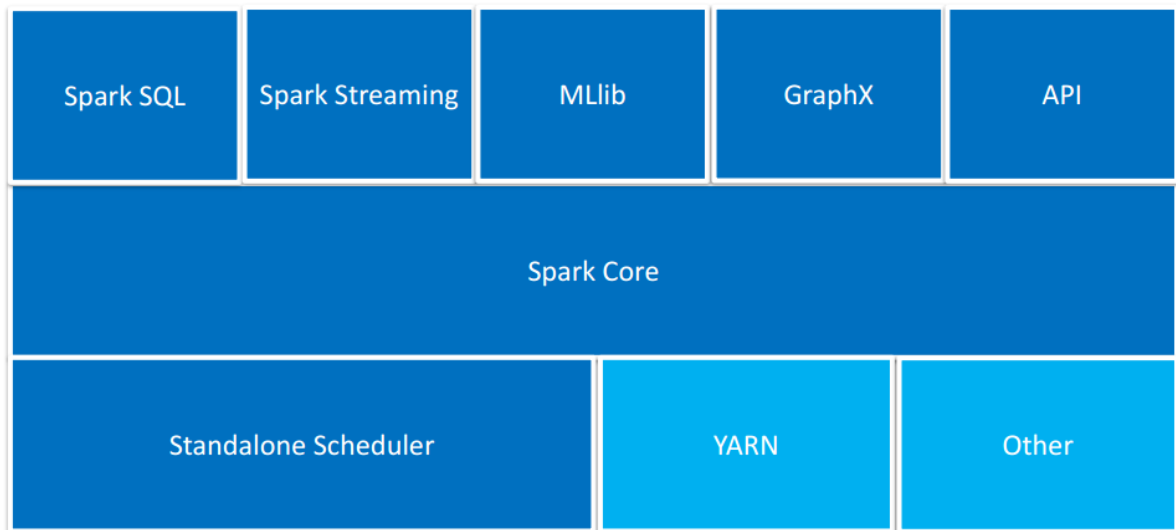 Spark SQL
Spark Streaming
MLlib
GraphX
API
Spark Core
Standalone Scheduler
YARN
Other